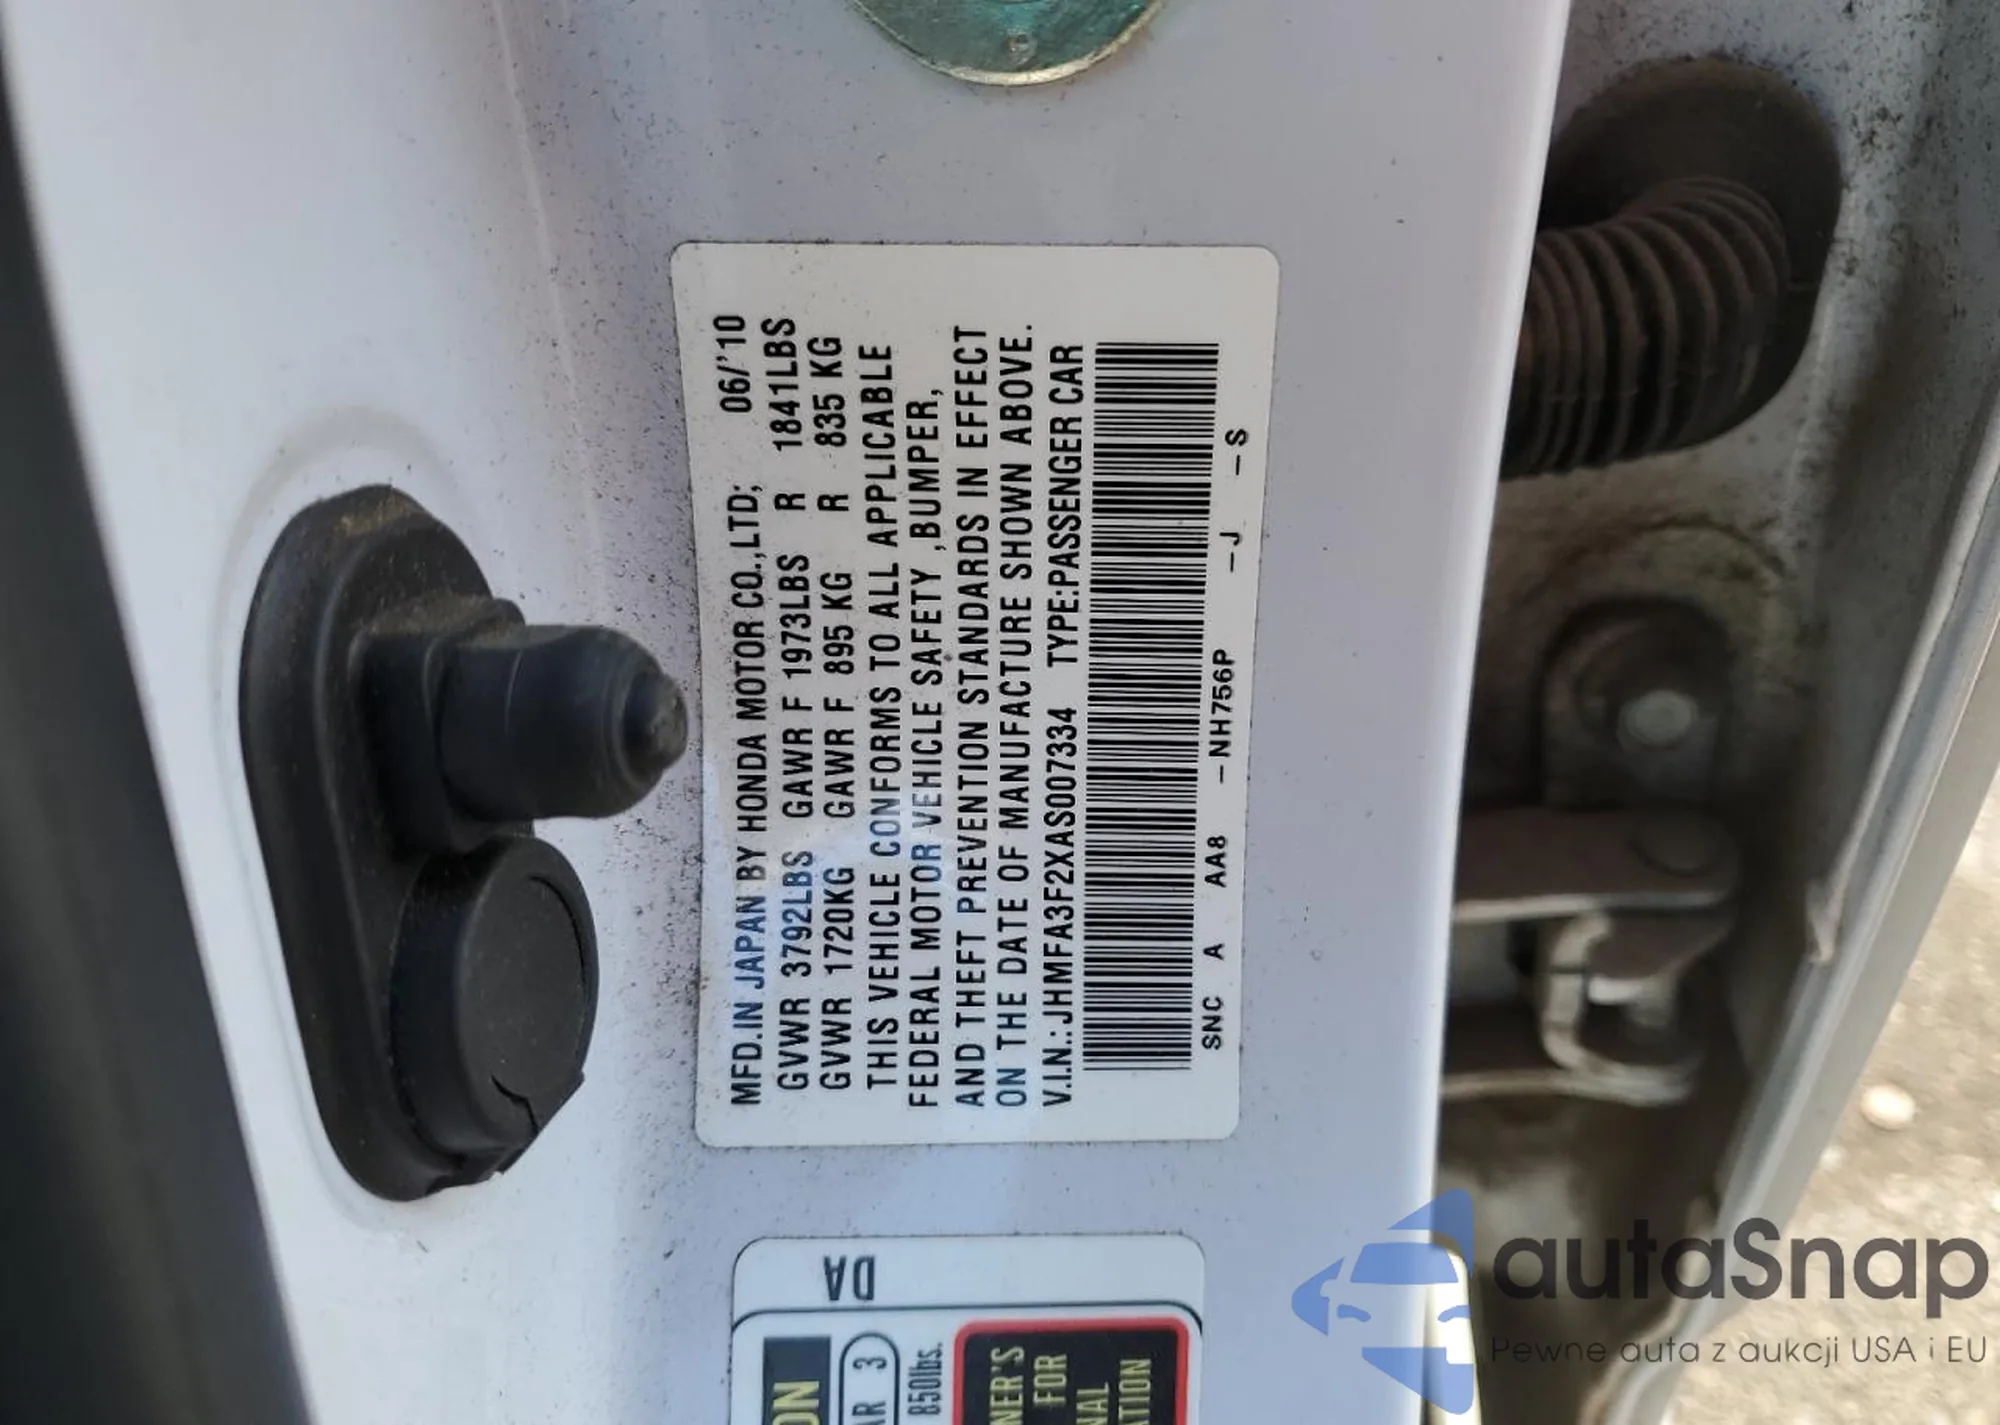 MFD.IN JAPAN BY HONDA MOTOR CO.,LTD; 06/'10
GVWR 3792LBS GAWR F 1973LBS R 1841LBS
GVWR 1720KG GAWR F 895 KG R 835 KG
THIS VEHICLE CONFORMS TO ALL APPLICABLE
FEDERAL MOTOR VEHICLE SAFETY ,BUMPER,
AND THEFT PREVENTION STANDARDS IN EFFECT
ON THE DATE OF MANUFACTURE SHOWN ABOVE.
V.I.N.: JHMFA3F2XAS007334 TYPE:PASSENGER CAR
SNC A AA8 -NH756P -J -S
DA
850lbs.
FOR
autaSnap
Pewne auta z aukcji USA i EU